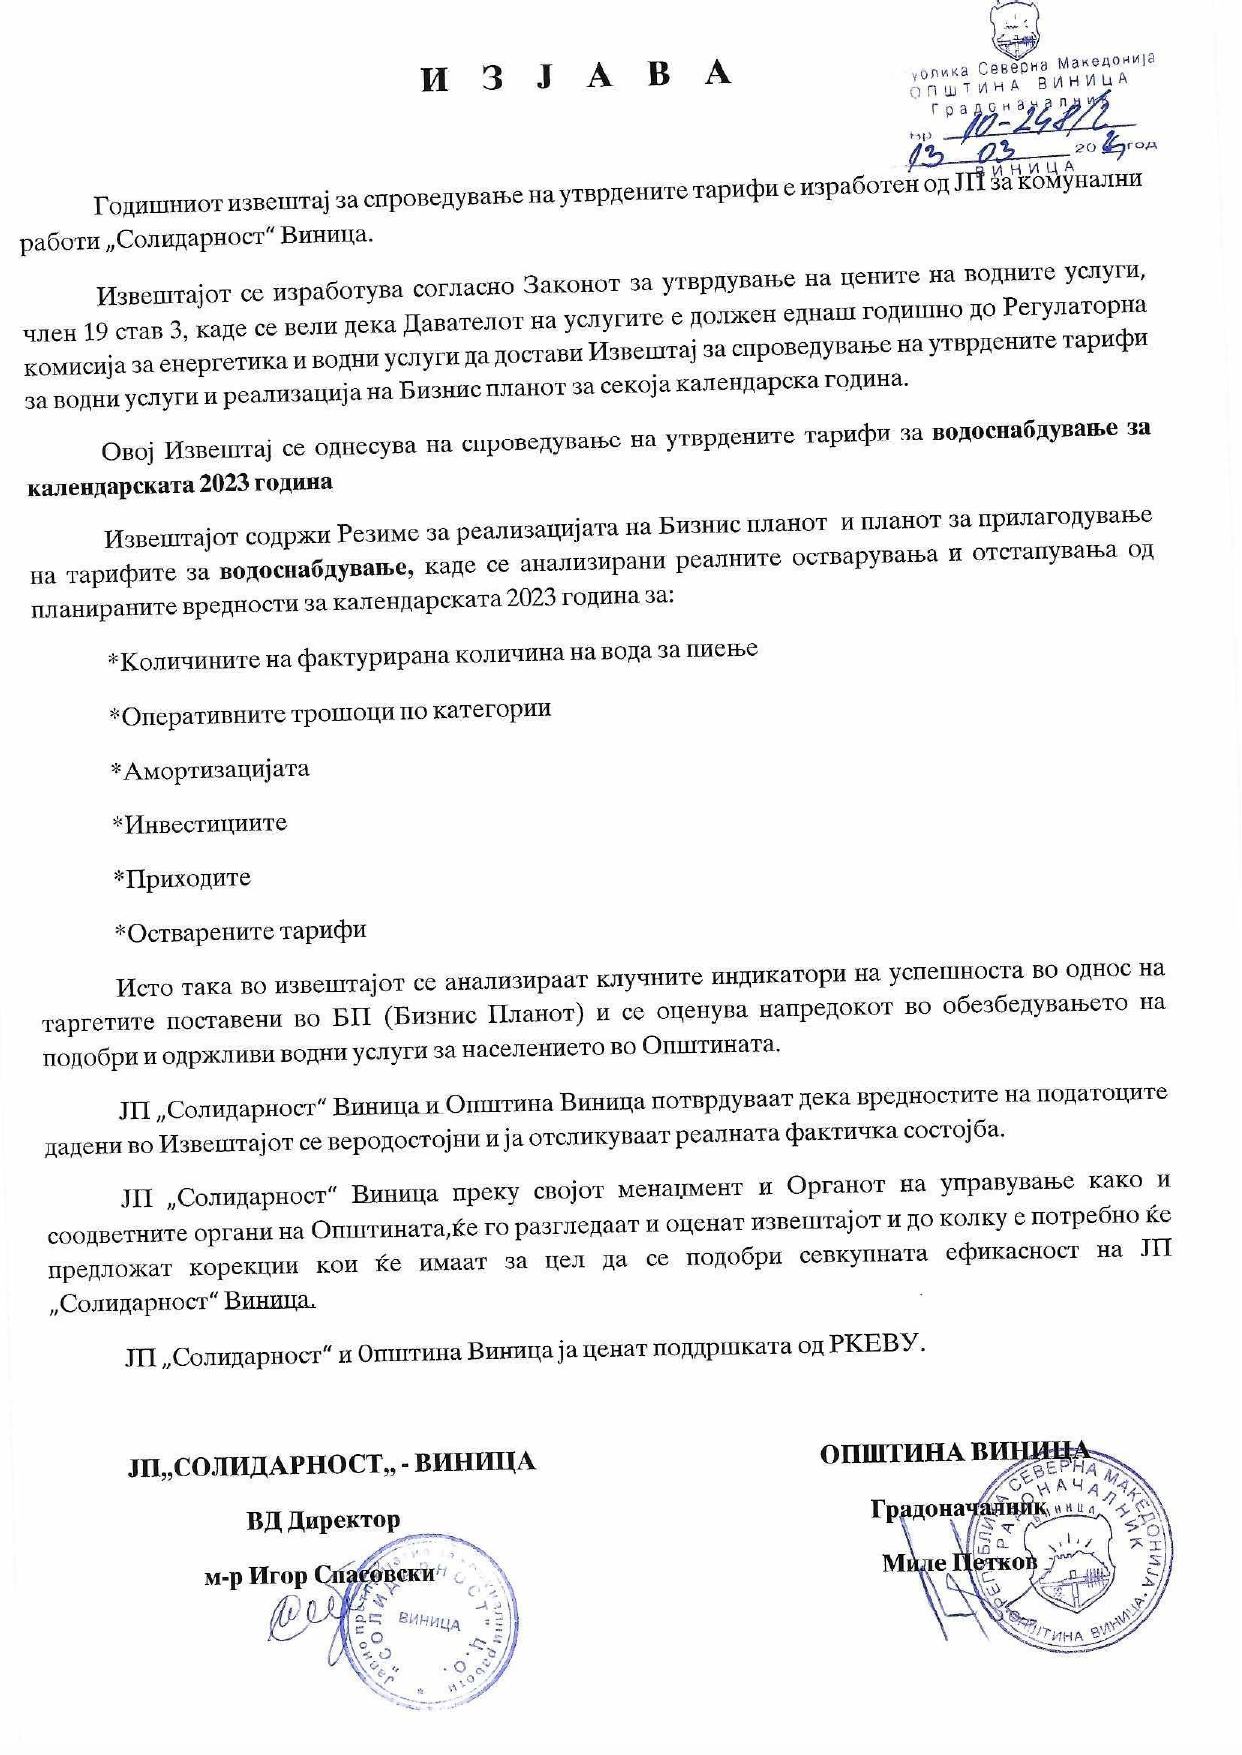 И З Ј А В А
ублика Северна Македонија
ОПШТИНА ВИНИЦА
Градоначалник
10-248/2
13 03 20 год
ВИНИЦА
Годишниот извештај за спроведување на утврдените тарифи е изработен од ЈП за комунални
работи „Солидарност“ Виница.
Извештајот се изработува согласно Законот за утврдување на цените на водните услуги,
член 19 став 3, каде се вели дека Давателот на услугите е должен еднаш годишно до Регулаторна
комисија за енергетика и водни услуги да достави Извештај за спроведување на утврдените тарифи
за водни услуги и реализација на Бизнис планот за секоја календарска година.
Овој Извештај се однесува на спроведување на утврдените тарифи за водоснабдување за
календарската 2023 година
Извештајот содржи Резиме за реализацијата на Бизнис планот и планот за прилагодување
на тарифите за водоснабдување, каде се анализирани реалните остварувања и отстапувања од
планираните вредности за календарската 2023 година за:
*Количините на фактурирана количина на вода за пиење
*Оперативните трошоци по категории
*Амортизацијата
*Инвестициите
*Приходите
*Остварените тарифи
Исто така во извештајот се анализираат клучните индикатори на успешноста во однос на
таргетите поставени во БП (Бизнис Планот) и се оценува напредокот во обезбедувањето на
подобри и одржливи водни услуги за населението во Општината.
ЈП „Солидарност“ Виница и Општина Виница потврдуваат дека вредностите на податоците
дадени во Извештајот се веродостојни и ја отсликуваат реалната фактичка состојба.
ЈП „Солидарност“ Виница преку својот менаџмент и Органот на управување како и
соодветните органи на Општината,ќе го разгледаат и оценат извештајот и до колку е потребно ќе
предложат корекции кои ќе имаат за цел да се подобри севкупната ефикасност на ЈП
„Солидарност“ Виница.
ЈП „Солидарност“ и Општина Виница ја ценат поддршката од РКЕВУ.
ЈП„СОЛИДАРНОСТ„ - ВИНИЦА
ВД Директор
м-р Игор Спасовски
"СОЛИДАРНОСТ" Ц.О.
ВИНИЦА
ОПШТИНА ВИНИЦА
Градоначалник
Миле Петков
РЕПУБЛИКА СЕВЕРНА МАКЕДОНИЈА
ОПШТИНА ВИНИЦА
ГРАДОНАЧАЛНИК
ВИНИЦА